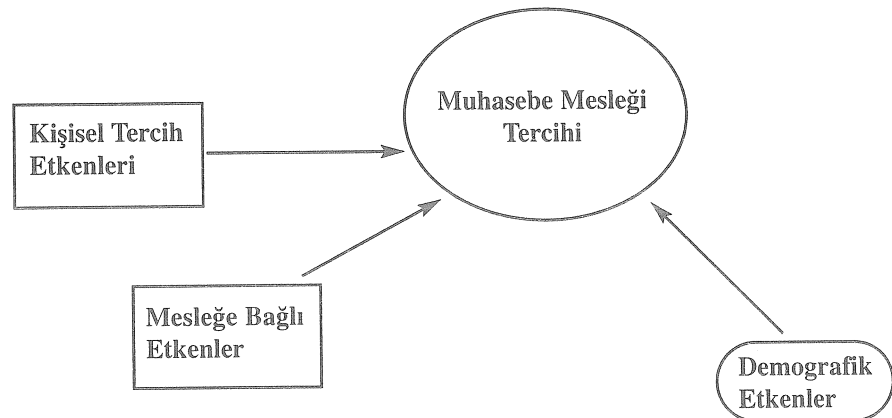 Muhasebe Mesleği
Tercihi
Kişisel Tercih
Etkenleri
Mesleğe Bağlı
Etkenler
Demografik
Etkenler